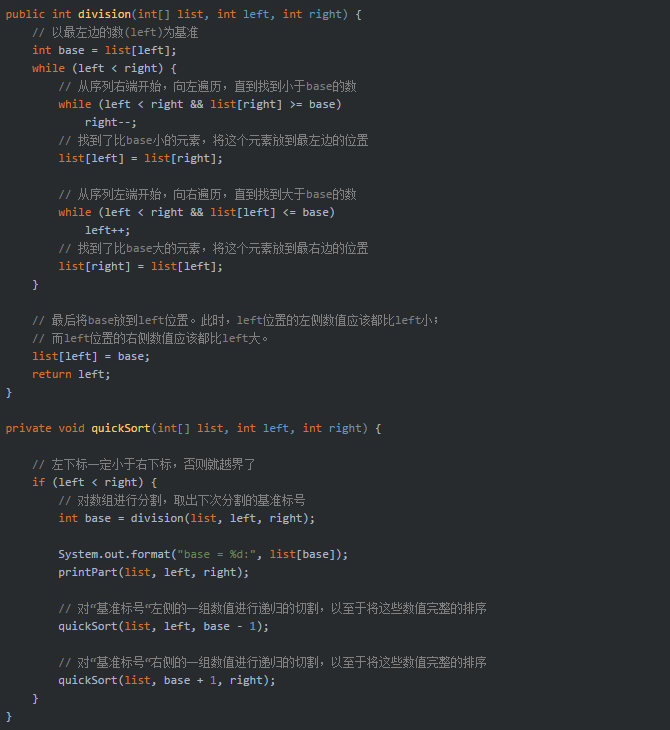 public int division(int[] list, int left, int right) {
    // 以最左边的数(left)为基准
    int base = list[left];
    while (left < right) {
        // 从序列右端开始，向左遍历，直到找到小于base的数
        while (left < right && list[right] >= base)
            right--;
        // 找到了比base小的元素，将这个元素放到最左边的位置
        list[left] = list[right];

        // 从序列左端开始，向右遍历，直到找到大于base的数
        while (left < right && list[left] <= base)
            left++;
        // 找到了比base大的元素，将这个元素放到最右边的位置
        list[right] = list[left];
    }

    // 最后将base放到left位置。此时，left位置的左侧数值应该都比left小；
    // 而left位置的右侧数值应该都比left大。
    list[left] = base;
    return left;
}

private void quickSort(int[] list, int left, int right) {

    // 左下标一定小于右下标，否则就越界了
    if (left < right) {
        // 对数组进行分割，取出下次分割的基准标号
        int base = division(list, left, right);

        System.out.format("base = %d:", list[base]);
        printPart(list, left, right);

        // 对“基准标号“左侧的一组数值进行递归的切割，以至于将这些数值完整的排序
        quickSort(list, left, base - 1);

        // 对“基准标号“右侧的一组数值进行递归的切割，以至于将这些数值完整的排序
        quickSort(list, base + 1, right);
    }
}